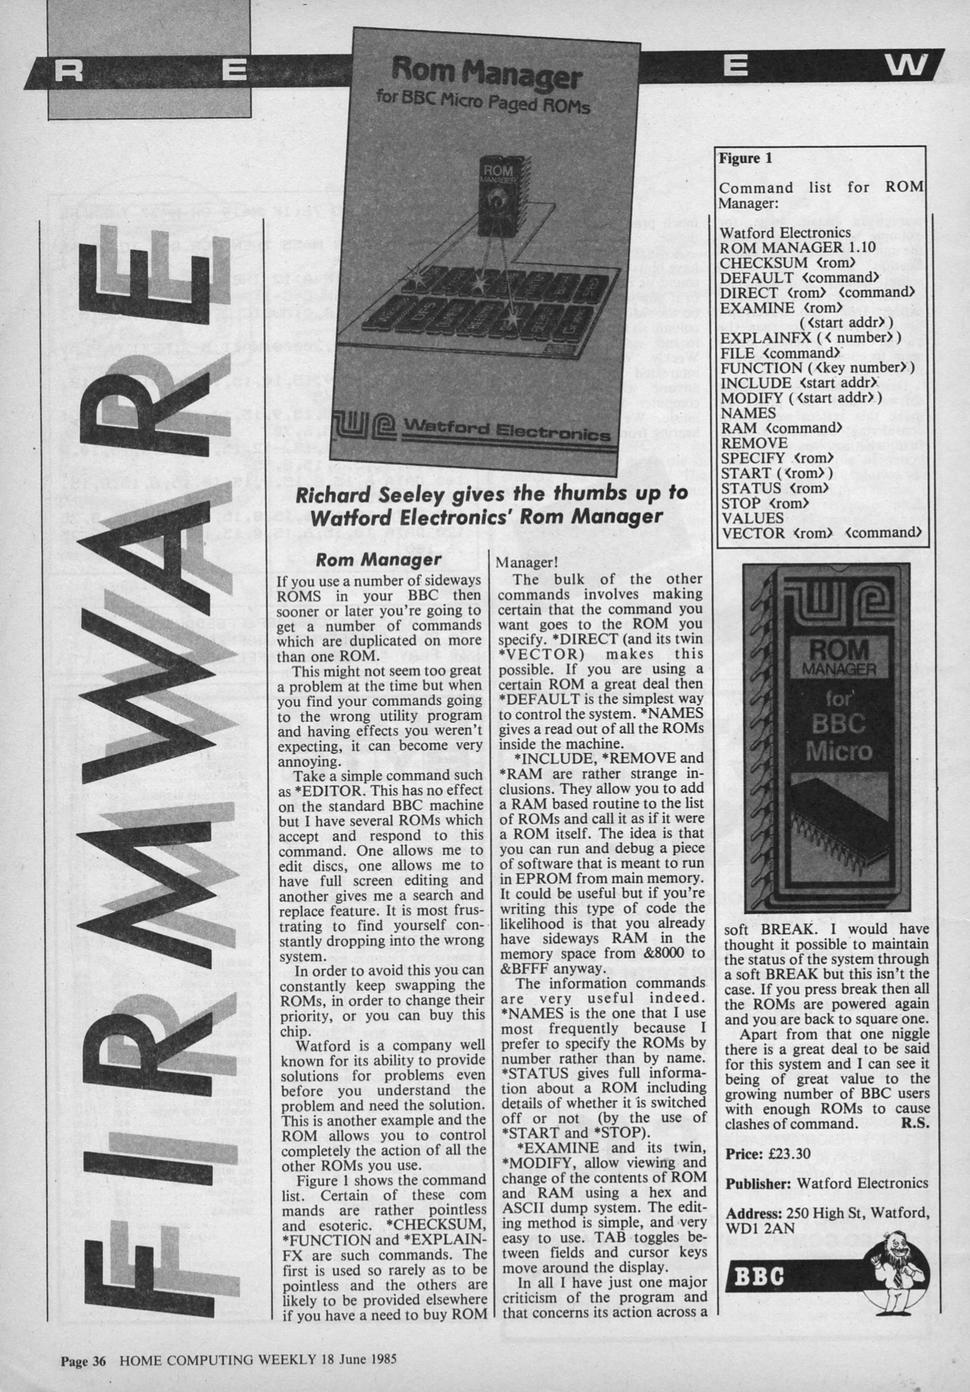 R E E W
Rom Manager
for BBC Micro Paged ROMs
ROM
MANAGER
Watford Electronics
FIRMWARE
Richard Seeley gives the thumbs up to
Watford Electronics' Rom Manager
Rom Manager
If you use a number of sideways
ROMS in your BBC then
sooner or later you're going to
get a number of commands
which are duplicated on more
than one ROM.
This might not seem too great
a problem at the time but when
you find your commands going
to the wrong utility program
and having effects you weren't
expecting, it can become very
annoying.
Take a simple command such
as *EDITOR. This has no effect
on the standard BBC machine
but I have several ROMs which
accept and respond to this
command. One allows me to
edit discs, one allows me to
have full screen editing and
another gives me a search and
replace feature. It is most frus-
trating to find yourself con-
stantly dropping into the wrong
system.
In order to avoid this you can
constantly keep swapping the
ROMs, in order to change their
priority, or you can buy this
chip.
Watford is a company well
known for its ability to provide
solutions for problems even
before you understand the
problem and need the solution.
This is another example and the
ROM allows you to control
completely the action of all the
other ROMs you use.
Figure 1 shows the command
list. Certain of these com
mands are rather pointless
and esoteric. *CHECKSUM,
*FUNCTION and *EXPLAIN-
FX are such commands. The
first is used so rarely as to be
pointless and the others are
likely to be provided elsewhere
if you have a need to buy ROM
Manager!
The bulk of the other
commands involves making
certain that the command you
want goes to the ROM you
specify. *DIRECT (and its twin
*VECTOR) makes this
possible. If you are using a
certain ROM a great deal then
*DEFAULT is the simplest way
to control the system. *NAMES
gives a read out of all the ROMs
inside the machine.
*INCLUDE, *REMOVE and
*RAM are rather strange in-
clusions. They allow you to add
a RAM based routine to the list
of ROMs and call it as if it were
a ROM itself. The idea is that
you can run and debug a piece
of software that is meant to run
in EPROM from main memory.
It could be useful but if you're
writing this type of code the
likelihood is that you already
have sideways RAM in the
memory space from &8000 to
&BFFF anyway.
The information commands
are very useful indeed.
*NAMES is the one that I use
most frequently because I
prefer to specify the ROMs by
number rather than by name.
*STATUS gives full informa-
tion about a ROM including
details of whether it is switched
off or not (by the use of
*START and *STOP).
*EXAMINE and its twin,
*MODIFY, allow viewing and
change of the contents of ROM
and RAM using a hex and
ASCII dump system. The edit-
ing method is simple, and very
easy to use. TAB toggles be-
tween fields and cursor keys
move around the display.
In all I have just one major
criticism of the program and
that concerns its action across a
Figure 1
Command list for ROM
Manager:
Watford Electronics
ROM MANAGER 1.10
CHECKSUM <rom>
DEFAULT <command>
DIRECT <rom> <command>
EXAMINE <rom>
(<start addr>)
EXPLAINFX (< number>)
FILE <command>
FUNCTION (<key number>)
INCLUDE <start addr>
MODIFY (<start addr>)
NAMES
RAM <command>
REMOVE
SPECIFY <rom>
START (<rom>)
STATUS <rom>
STOP <rom>
VALUES
VECTOR <rom> <command>
ROM
MANAGER
for
BBC
Micro
soft BREAK. I would have
thought it possible to maintain
the status of the system through
a soft BREAK but this isn't the
case. If you press break then all
the ROMs are powered again
and you are back to square one.
Apart from that one niggle
there is a great deal to be said
for this system and I can see it
being of great value to the
growing number of BBC users
with enough ROMs to cause
clashes of command. R.S.
Price: £23.30
Publisher: Watford Electronics
Address: 250 High St, Watford,
WD1 2AN
BBC
Page 36 HOME COMPUTING WEEKLY 18 June 1985